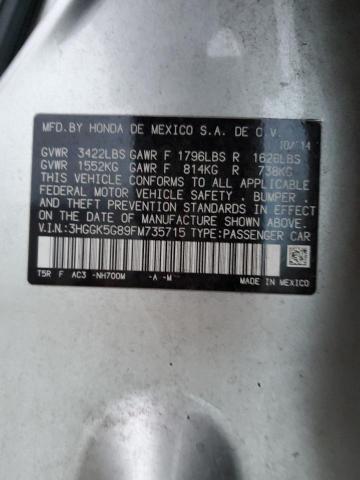 MFD.BY HONDA DE MEXICO S.A. DE C.V.
10/14
GVWR 3422LBS GAWR F 1796LBS R 1626LBS
GVWR 1552KG GAWR F 814KG R 738KG
THIS VEHICLE CONFORMS TO ALL APPLICABLE
FEDERAL MOTOR VEHICLE SAFETY , BUMPER ,
AND THEFT PREVENTION STANDARDS IN
EFFECT ON THE DATE OF MANUFACTURE SHOWN ABOVE.
V.I.N.:3HGGK5G89FM735715 TYPE:PASSENGER CAR
T5R F AC3 -NH700M -A -M
MADE IN MEXICO